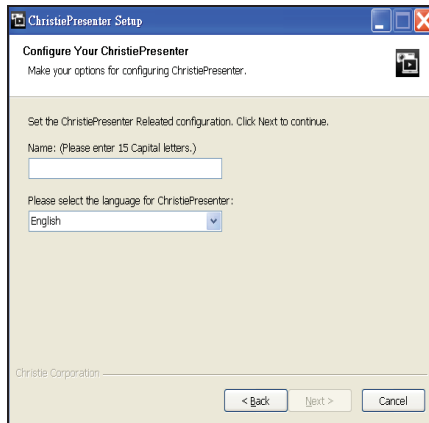 ChristiePresenter Setup
Configure Your ChristiePresenter
Make your options for configuring ChristiePresenter.
Set the ChristiePresenter Releated configuration. Click Next to continue.
Name: (Please enter 15 Capital letters.)
Please select the language for ChristiePresenter:
English
Christie Corporation
< Back Next > Cancel